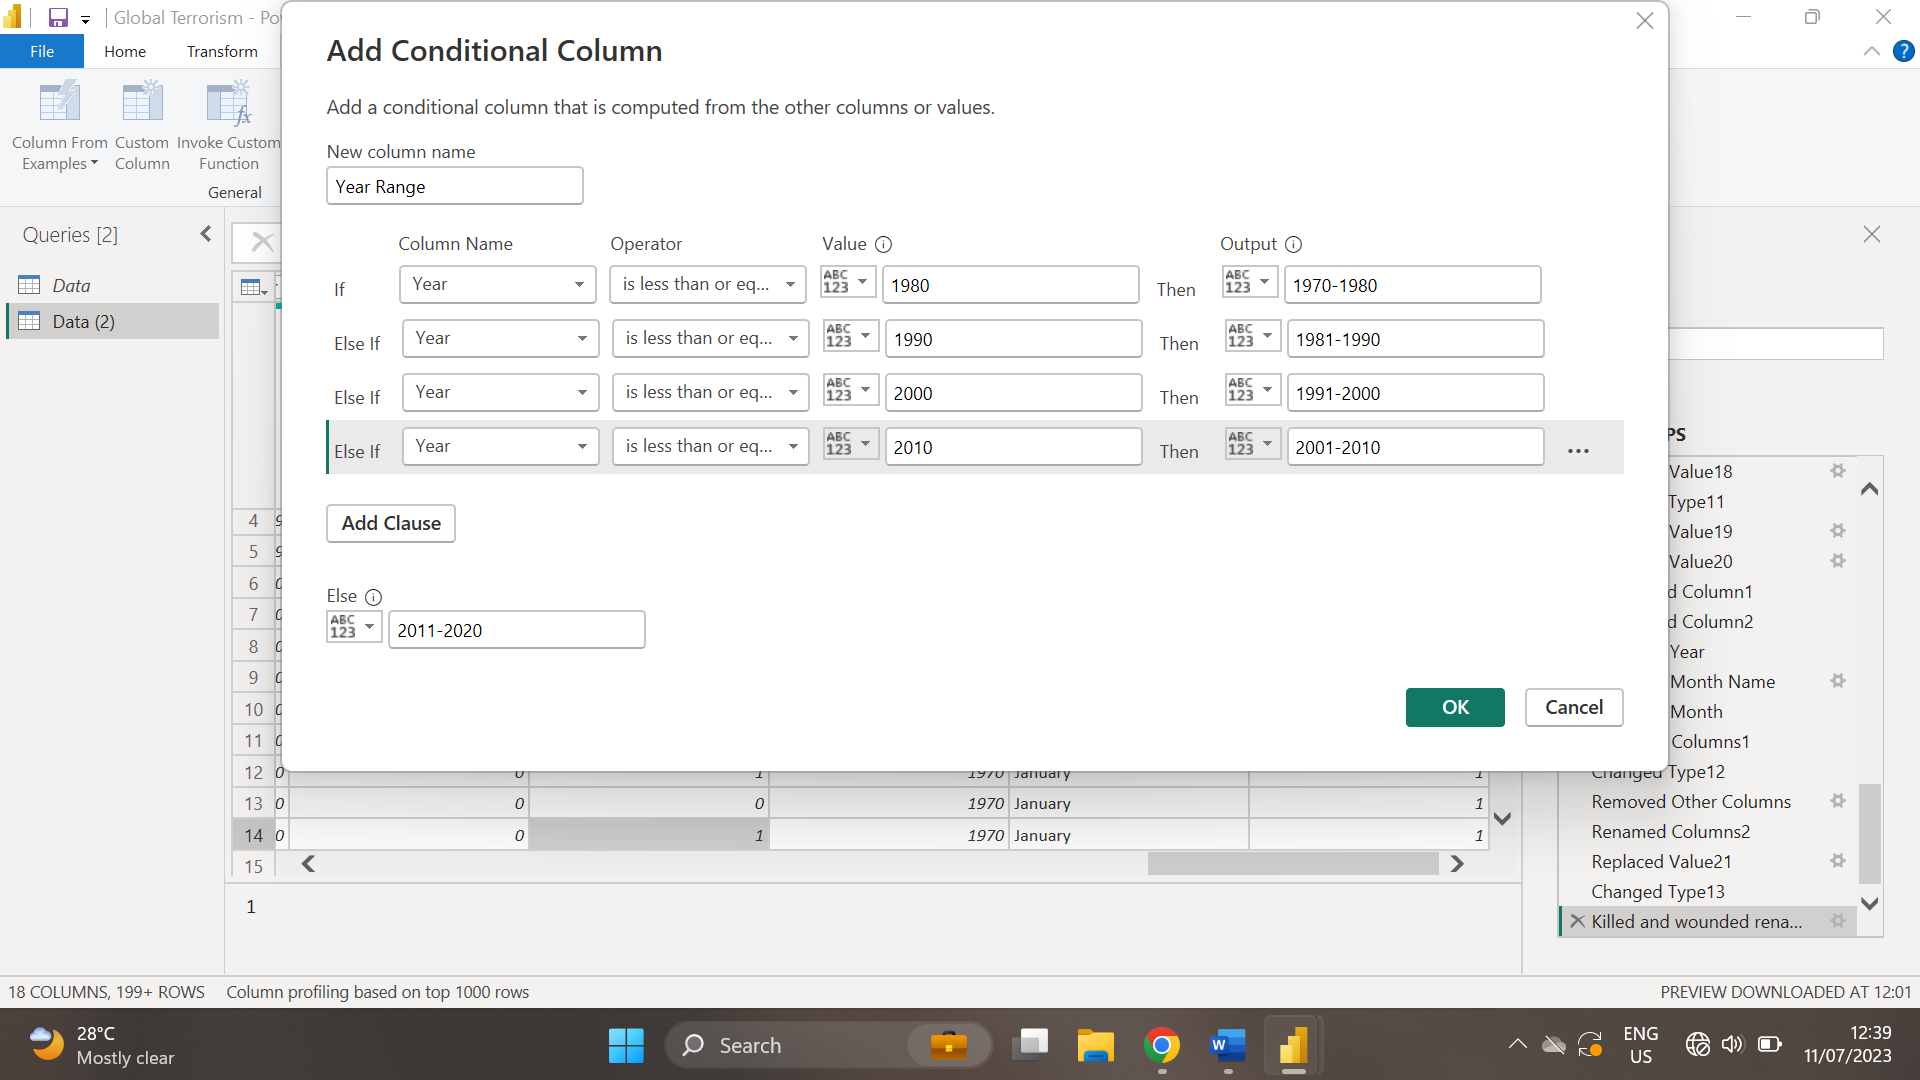 Global Terrorism - Po
File Home Transform
Column From Examples
Custom Column
Invoke Custom Function
General
Add Conditional Column
Add a conditional column that is computed from the other columns or values.
New column name
Year Range
Column Name Operator Value Output
If Year is less than or eq... ABC 123 1980 Then ABC 123 1970-1980
Else If Year is less than or eq... ABC 123 1990 Then ABC 123 1981-1990
Else If Year is less than or eq... ABC 123 2000 Then ABC 123 1991-2000
Else If Year is less than or eq... ABC 123 2010 Then ABC 123 2001-2010 ...
Add Clause
Else
ABC 123 2011-2020
OK Cancel
Queries [2]
Data
Data (2)
4
5
6
7
8
9
10
11
12 0 0 1 1970 January 1
13 0 0 0 1970 January 1
14 0 0 1 1970 January 1
15
1
PS
Value18
Type11
Value19
Value20
d Column1
d Column2
Year
Month Name
Month
Columns1
Changed Type12
Removed Other Columns
Renamed Columns2
Replaced Value21
Changed Type13
Killed and wounded rena...
18 COLUMNS, 199+ ROWS Column profiling based on top 1000 rows PREVIEW DOWNLOADED AT 12:01
28°C
Mostly clear
Search
ENG
US
12:39
11/07/2023